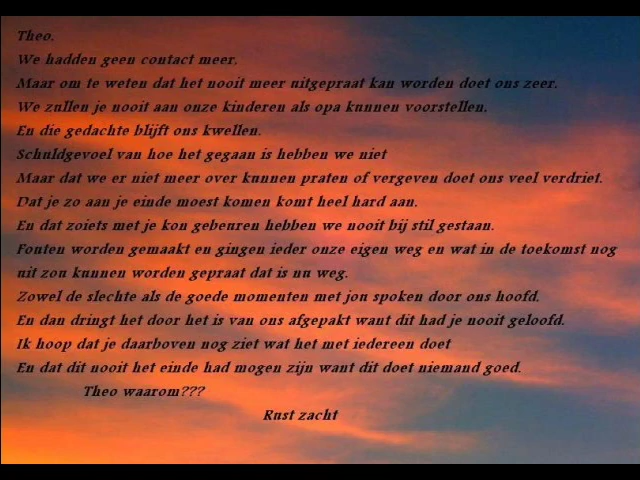 Theo.
We hadden geen contact meer,
Maar om te weten dat het nooit meer uitgepraat kan worden doet ons zeer.
We zullen je nooit aan onze kinderen als opa kunnen voorstellen.
En die gedachte blijft ons kwellen.
Schuldgevoel van hoe het gegaan is hebben we niet
Maar dat we er niet meer over kunnen praten of vergeven doet ons veel verdriet.
Dat je zo aan je einde moest komen komt heel hard aan.
En dat zoiets met je kon gebeuren hebben we nooit bij stil gestaan.
Fouten worden gemaakt en gingen ieder onze eigen weg en wat in de toekomst nog
uit zou kunnen worden gepraat dat is nu weg.
Zowel de slechte als de goede momenten met jou spoken door ons hoofd.
En dan dringt het door het is van ons afgepakt want dit had je nooit geloofd.
Ik hoop dat je daarboven nog ziet wat het met iedereen doet
En dat dit nooit het einde had mogen zijn want dit doet niemand goed.
Theo waarom???
Rust zacht